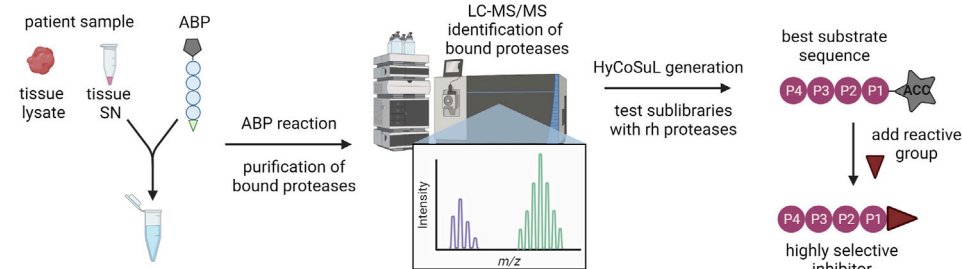 patient sample
ABP
tissue
lysate
tissue
SN
ABP reaction
purification of
bound proteases
LC-MS/MS
identification of
bound proteases
Intensity
m/z
HyCoSuL generation
test sublibraries
with rh proteases
best substrate
sequence
P4 P3 P2 P1 ACC
add reactive
group
P4 P3 P2 P1
highly selective
inhibitor